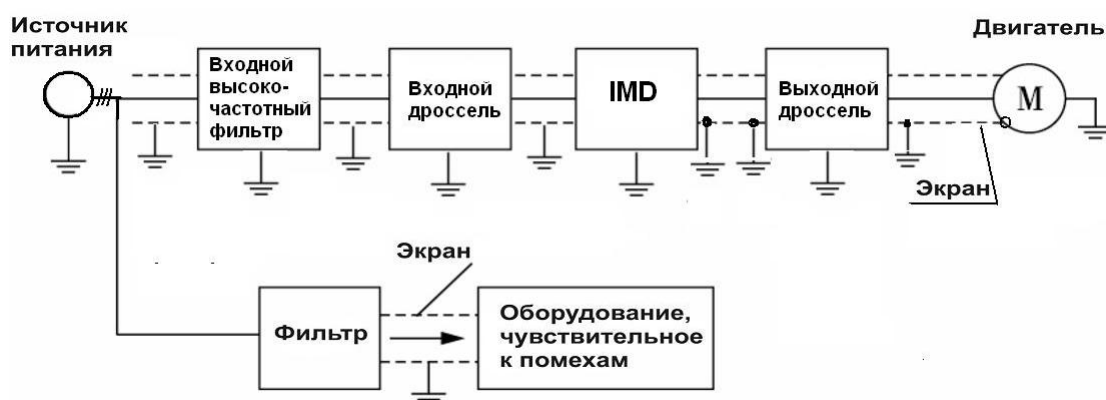 Источник
питания
Входной
высоко-
частотный
фильтр
Входной
дроссель
IMD
Выходной
дроссель
Двигатель
М
Экран
Экран
Фильтр
Оборудование,
чувствительное
к помехам